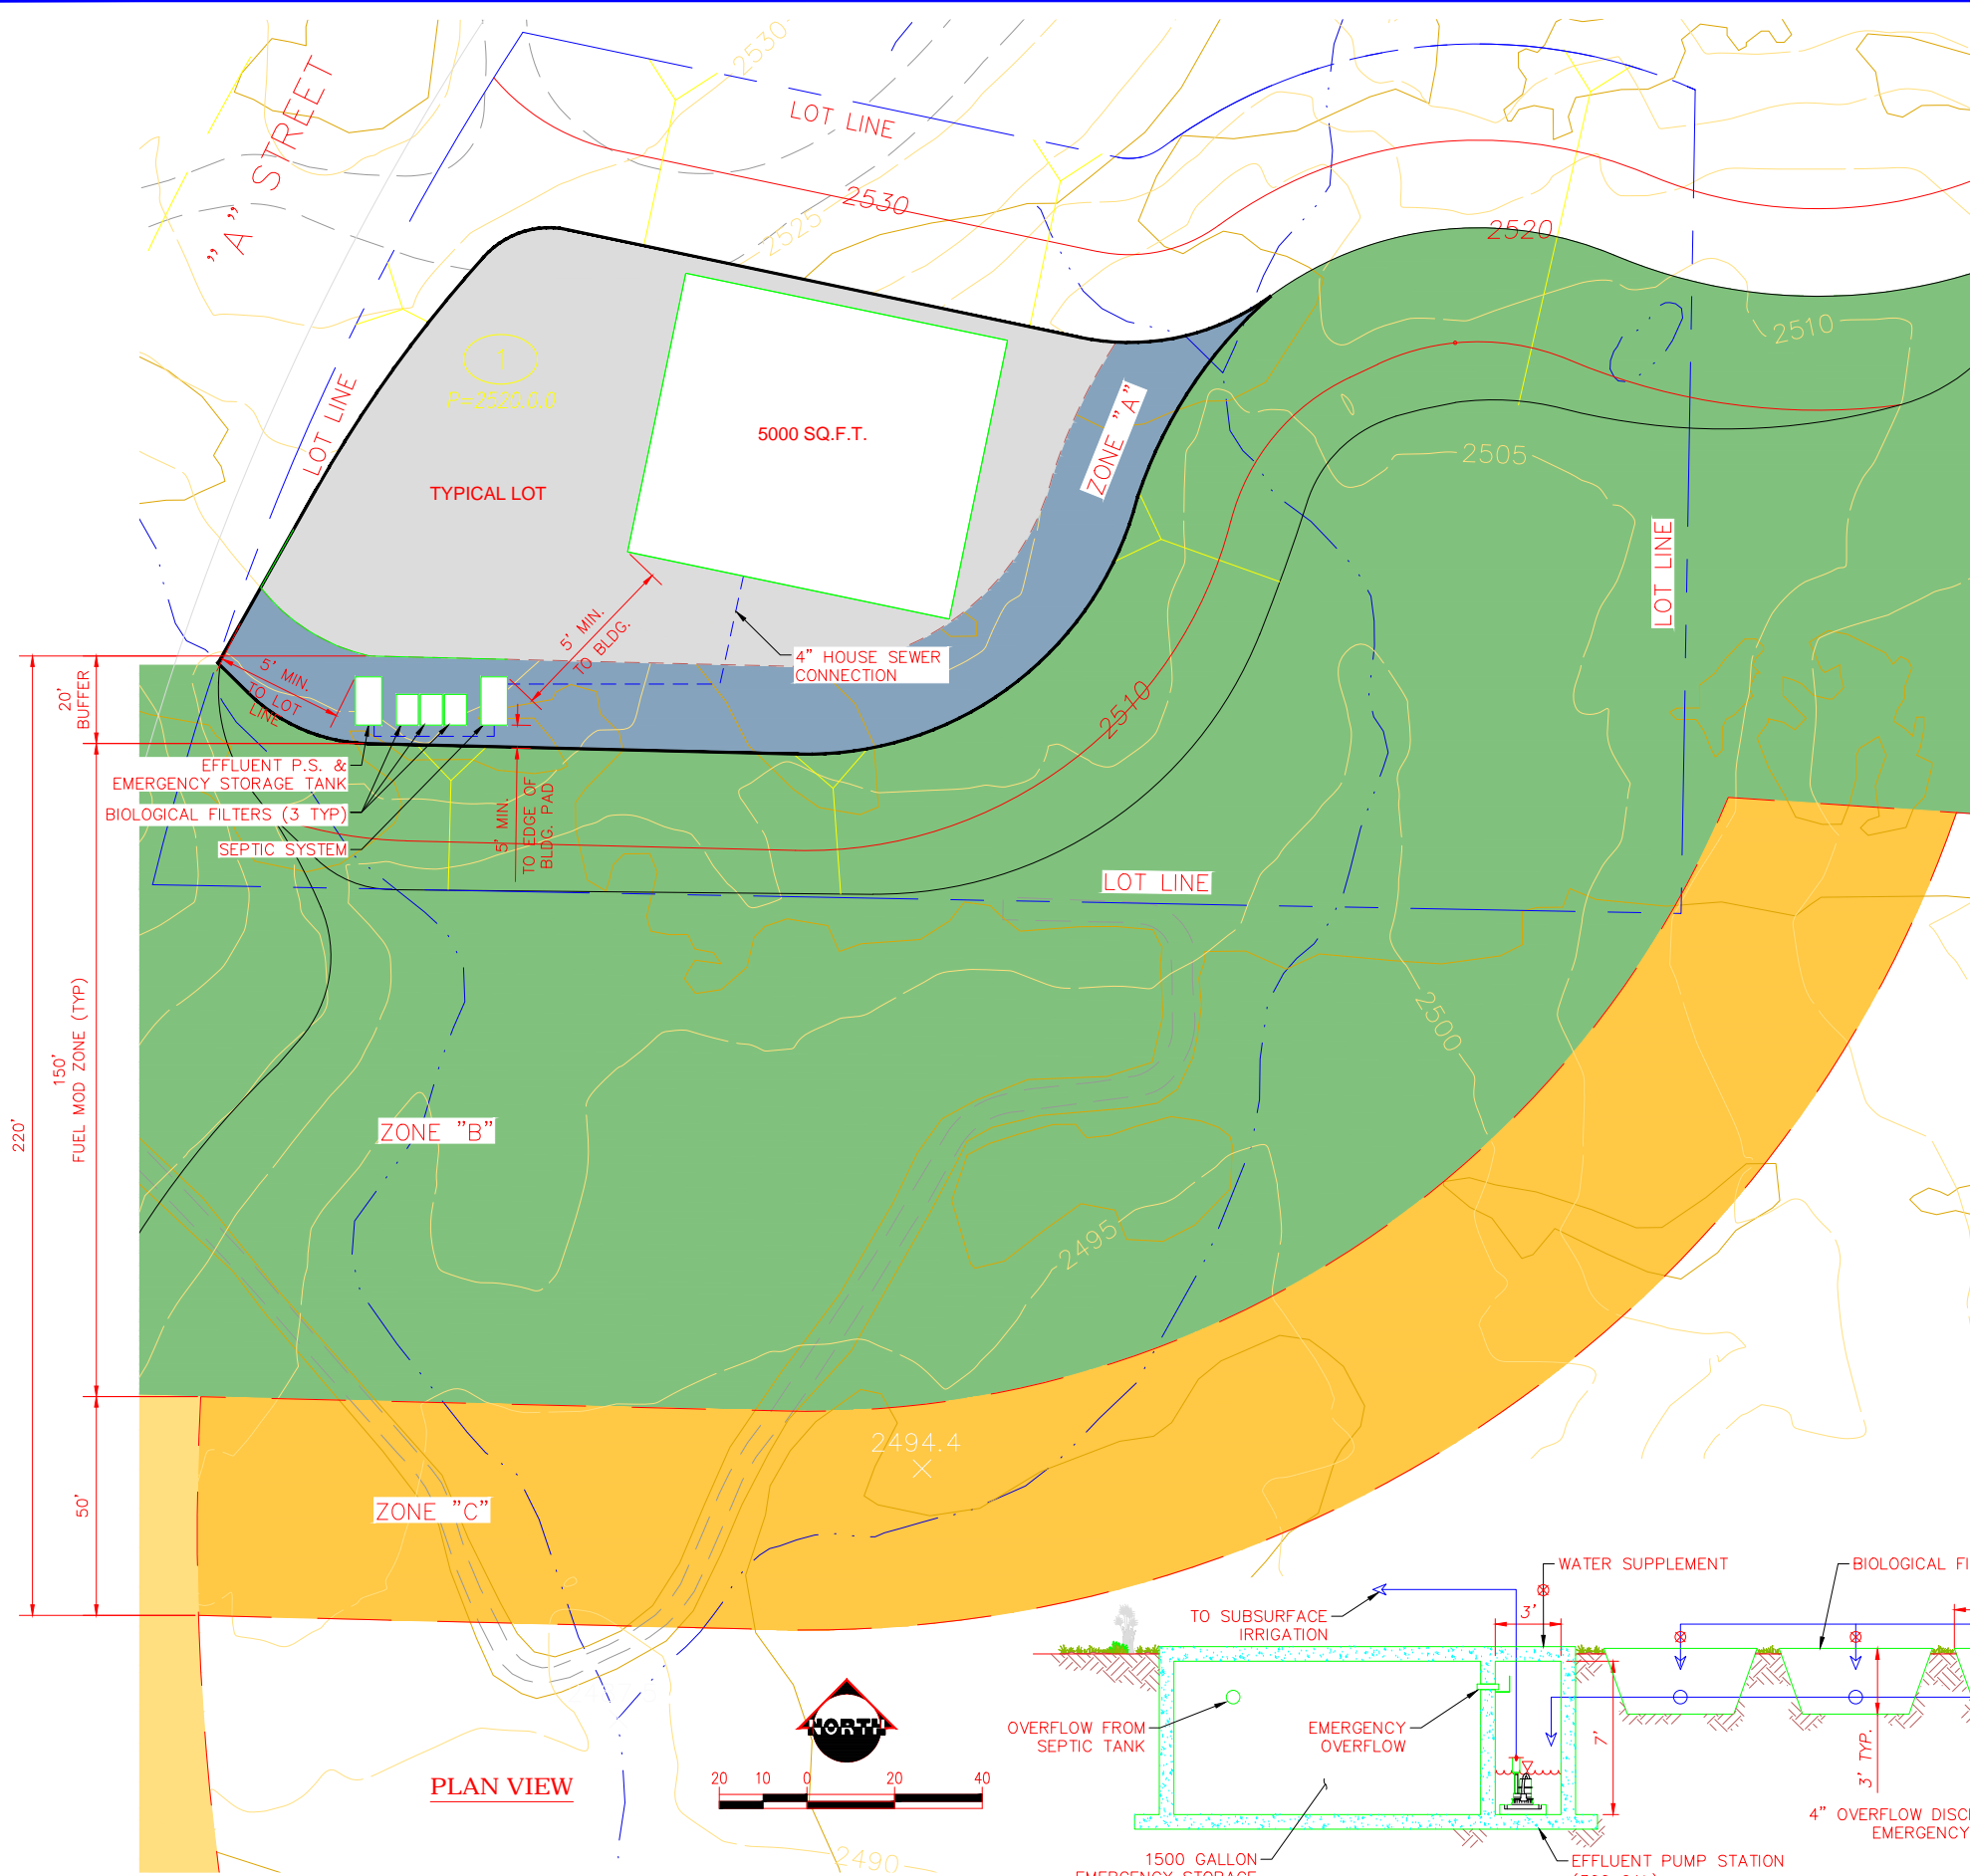 2530
"A" STREET
LOT LINE
2530
2525
2520
2510
1
LOT LINE
5000 SQ.F.T.
ZONE "A"
TYPICAL LOT
2505
LOT LINE
5' MIN.
TO BLDG.
4" HOUSE SEWER
CONNECTION
20'
BUFFER
5' MIN.
TO LOT
LINE
2510
EFFLUENT P.S. &
EMERGENCY STORAGE TANK
BIOLOGICAL FILTERS (3 TYP)
SEPTIC SYSTEM
5' MIN.
TO EDGE OF
BLDG. PAD
LOT LINE
150'
FUEL MOD ZONE (TYP)
2500
220'
ZONE "B"
2495
2494.4
50'
ZONE "C"
WATER SUPPLEMENT
BIOLOGICAL FI
TO SUBSURFACE
IRRIGATION
3'
NORTH
OVERFLOW FROM
SEPTIC TANK
EMERGENCY
OVERFLOW
7'
3' TYP.
PLAN VIEW
20 10 0 20 40
4" OVERFLOW DISC
EMERGENCY
2490
1500 GALLON
EMERGENCY STORAGE
EFFLUENT PUMP STATION